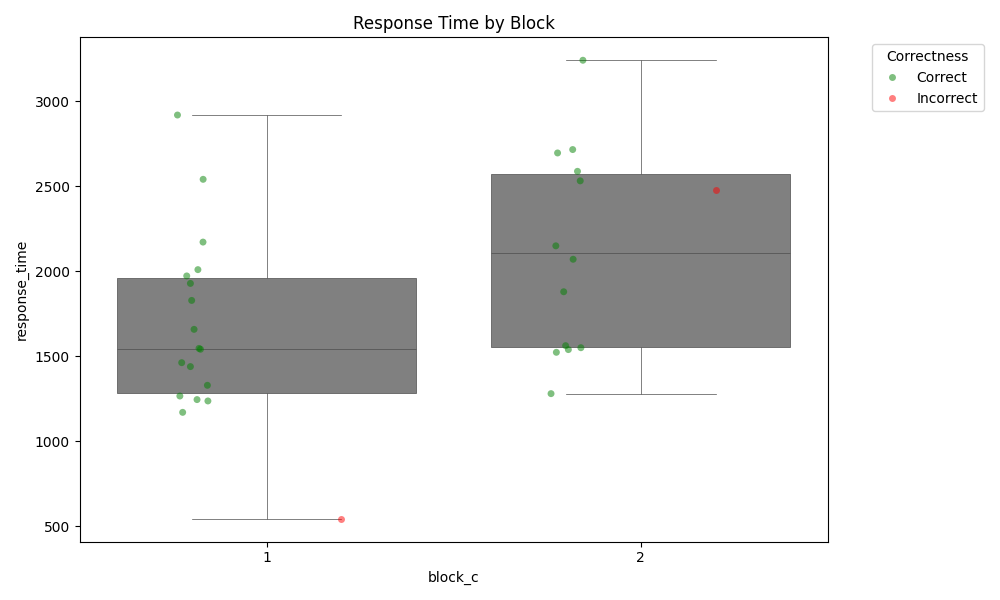 Response Time by Block
Correctness
Correct
Incorrect
response_time
3000
2500
2000
1500
1000
500
1
2
block_c